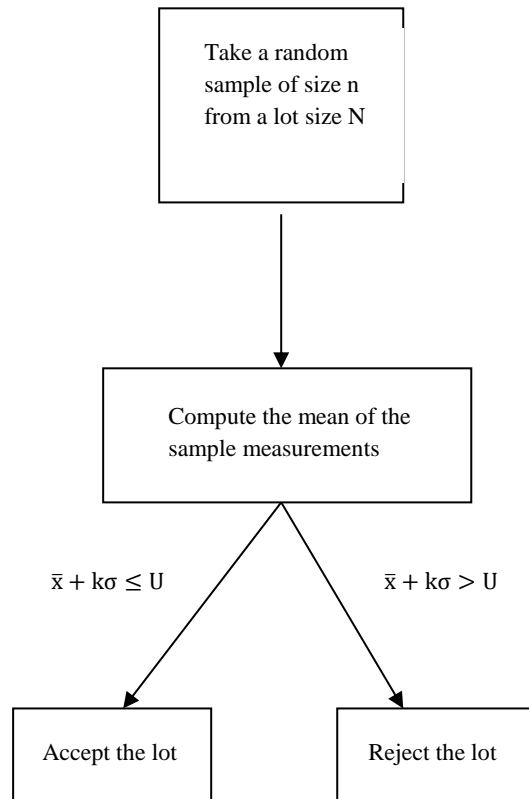 Take a random
sample of size n
from a lot size N
Compute the mean of the
sample measurements
x̄ + kσ ≤ U
x̄ + kσ > U
Accept the lot
Reject the lot